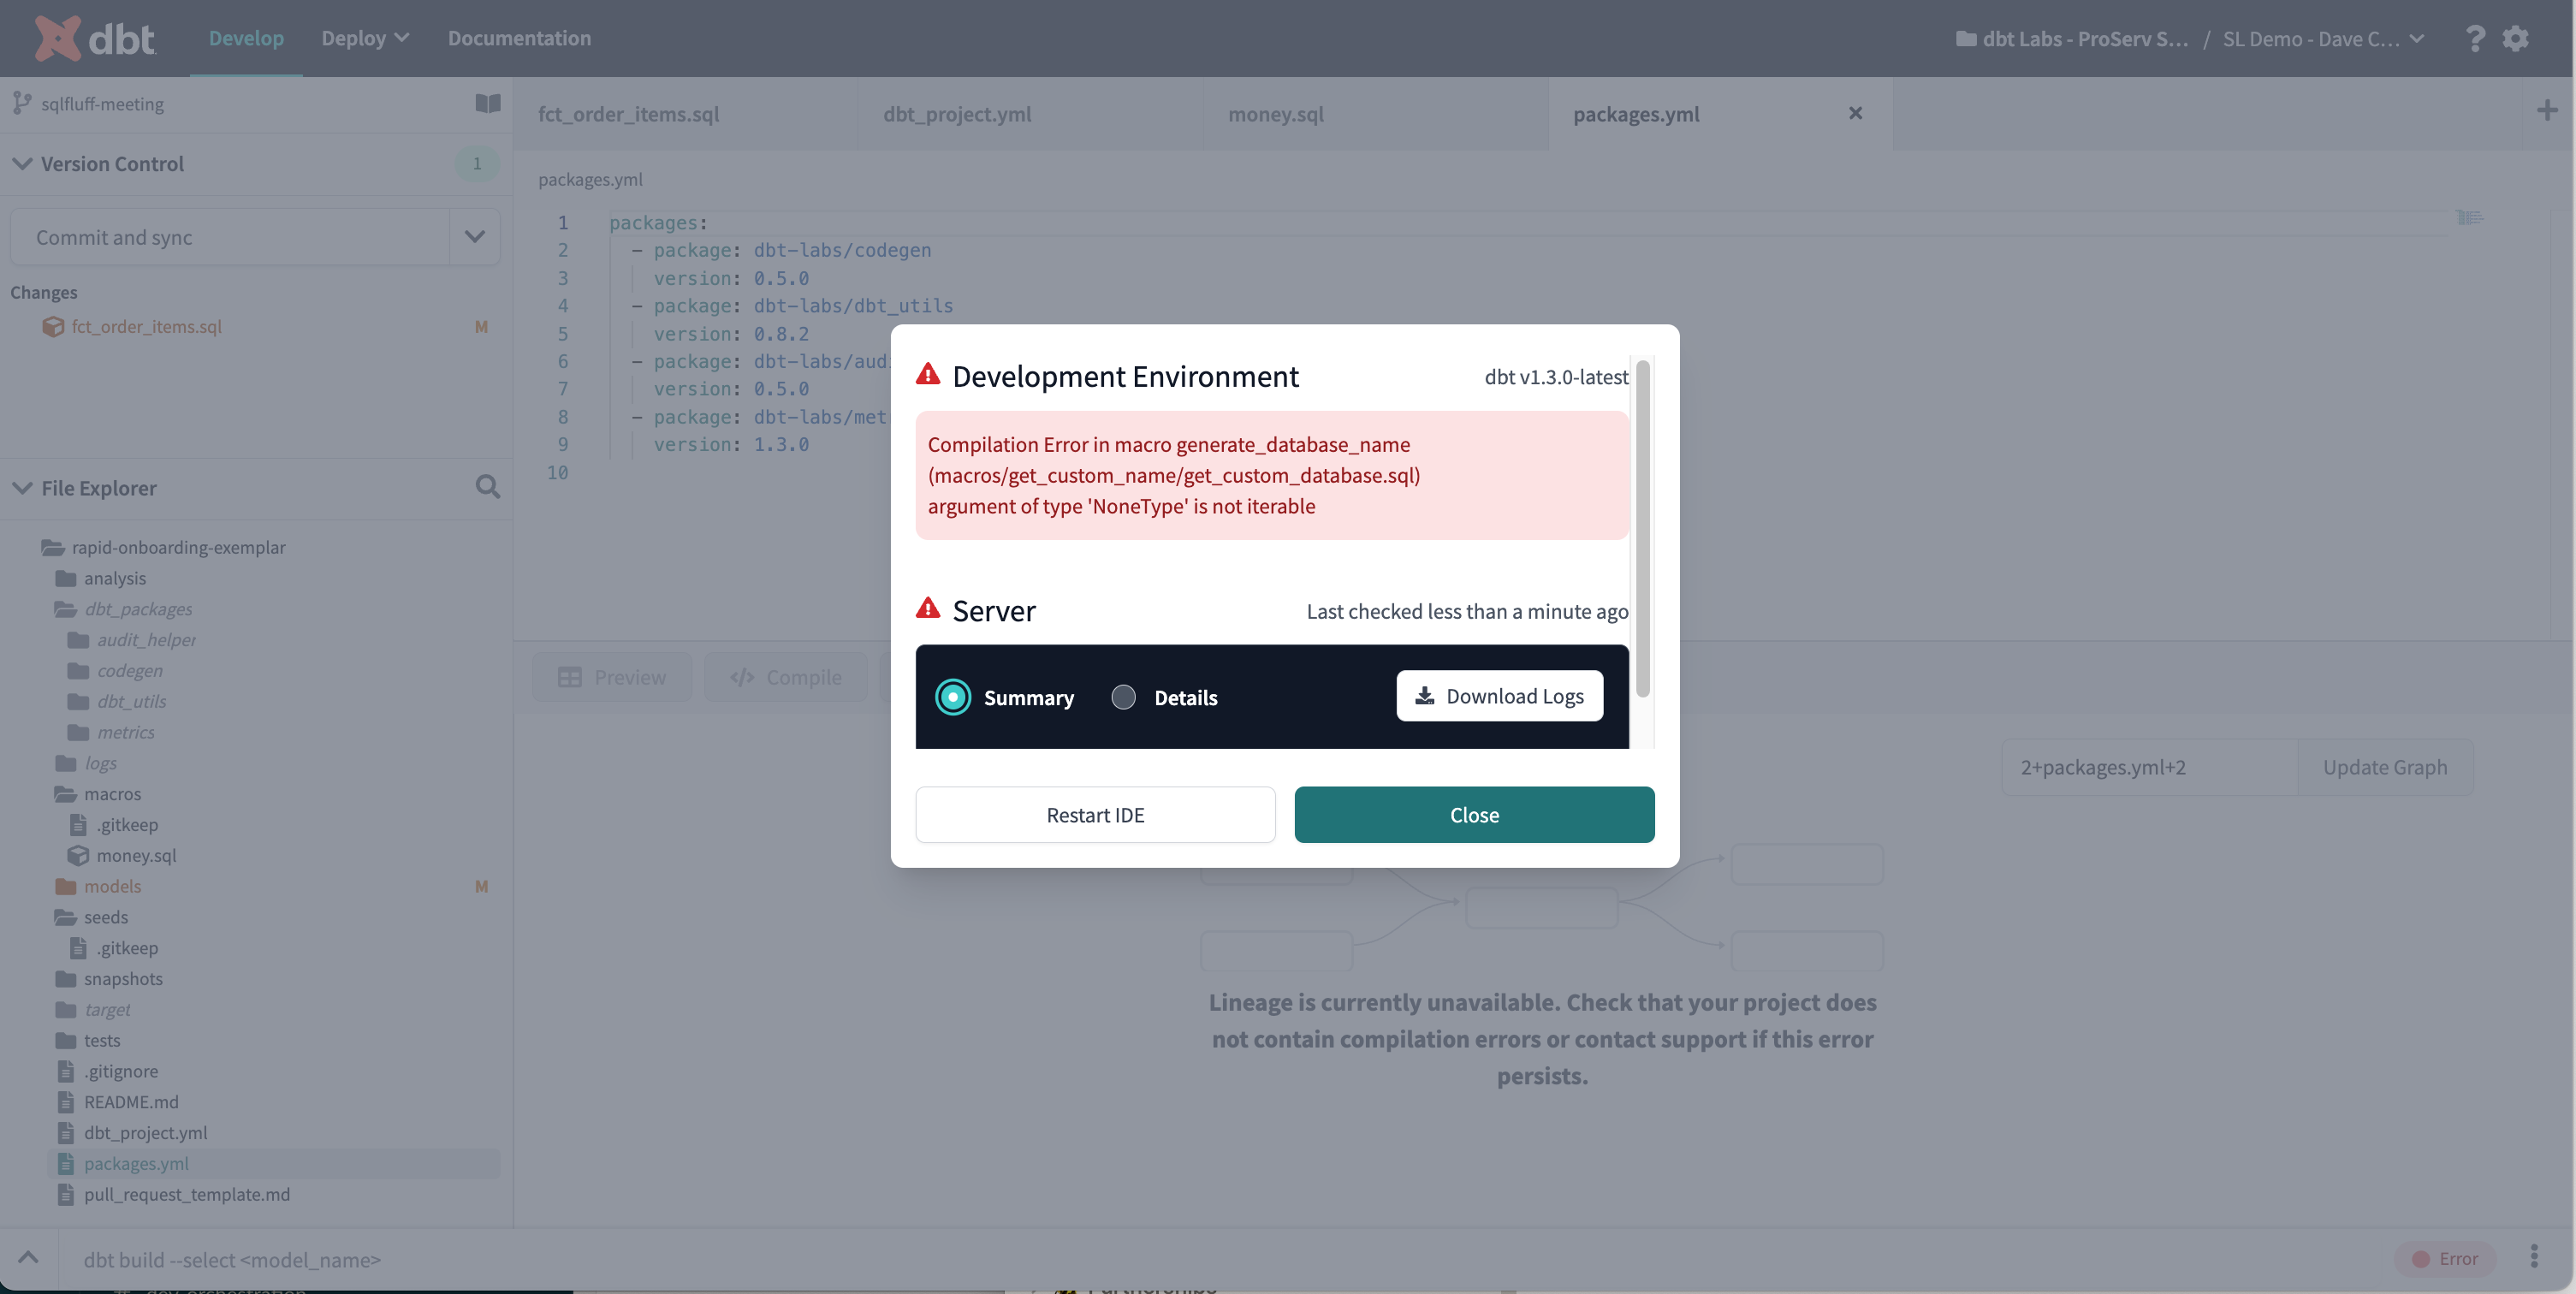 dbt
Develop
Deploy
Documentation
dbt Labs - ProServ S...
/
SL Demo - Dave C...
sqlfluff-meeting
Version Control
1
Commit and sync
Changes
fct_order_items.sql
M
File Explorer
rapid-onboarding-exemplar
analysis
dbt_packages
audit_helper
codegen
dbt_utils
metrics
logs
macros
.gitkeep
money.sql
models
M
seeds
.gitkeep
snapshots
target
tests
.gitignore
README.md
dbt_project.yml
packages.yml
pull_request_template.md
fct_order_items.sql
dbt_project.yml
money.sql
packages.yml
packages.yml
1 packages:
2 - package: dbt-labs/codegen
3 version: 0.5.0
4 - package: dbt-labs/dbt_utils
5 version: 0.8.2
6 - package: dbt-labs/aud
7 version: 0.5.0
8 - package: dbt-labs/met
9 version: 1.3.0
10
Preview
</> Compile
Development Environment
dbt v1.3.0-latest
Compilation Error in macro generate_database_name
(macros/get_custom_name/get_custom_database.sql)
argument of type 'NoneType' is not iterable
Server
Last checked less than a minute ago
Summary
Details
Download Logs
Restart IDE
Close
2+packages.yml+2
Update Graph
Lineage is currently unavailable. Check that your project does
not contain compilation errors or contact support if this error
persists.
dbt build --select <model_name>
Error